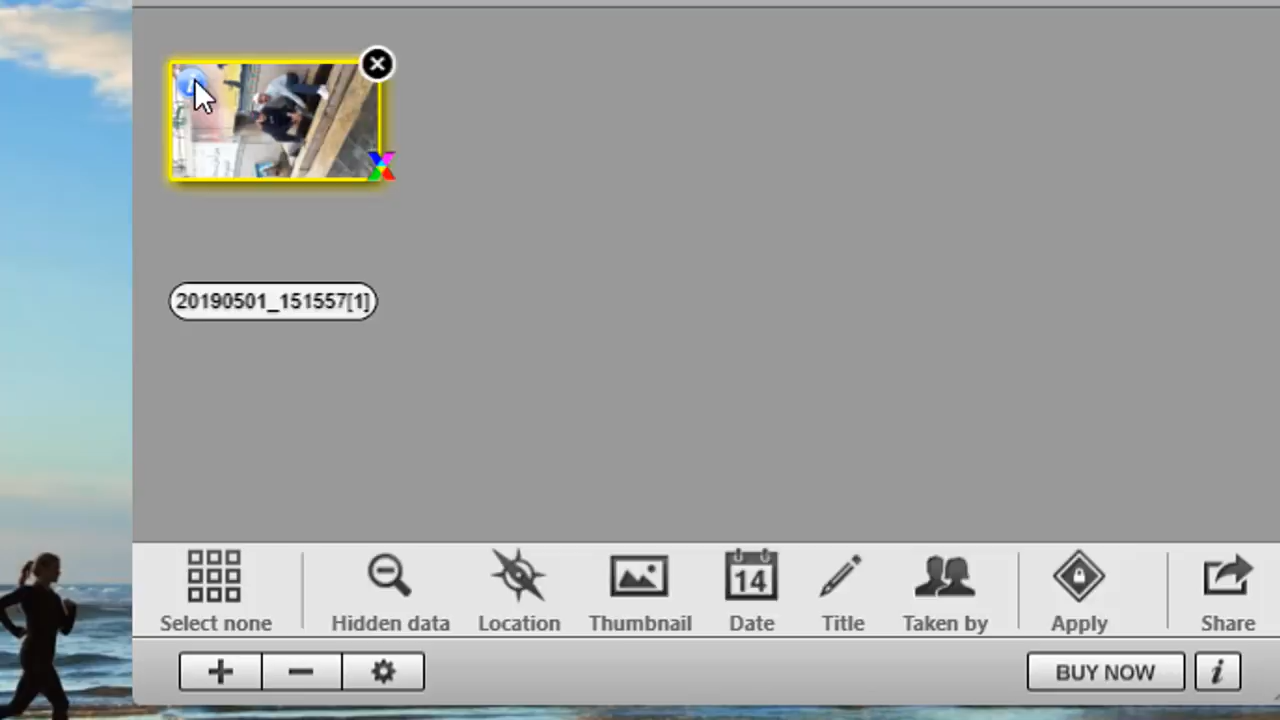 20190501_151557[1]
14
Select none
Hidden data
Location
Thumbnail
Date
Title
Taken by
Apply
Share
BUY NOW
i